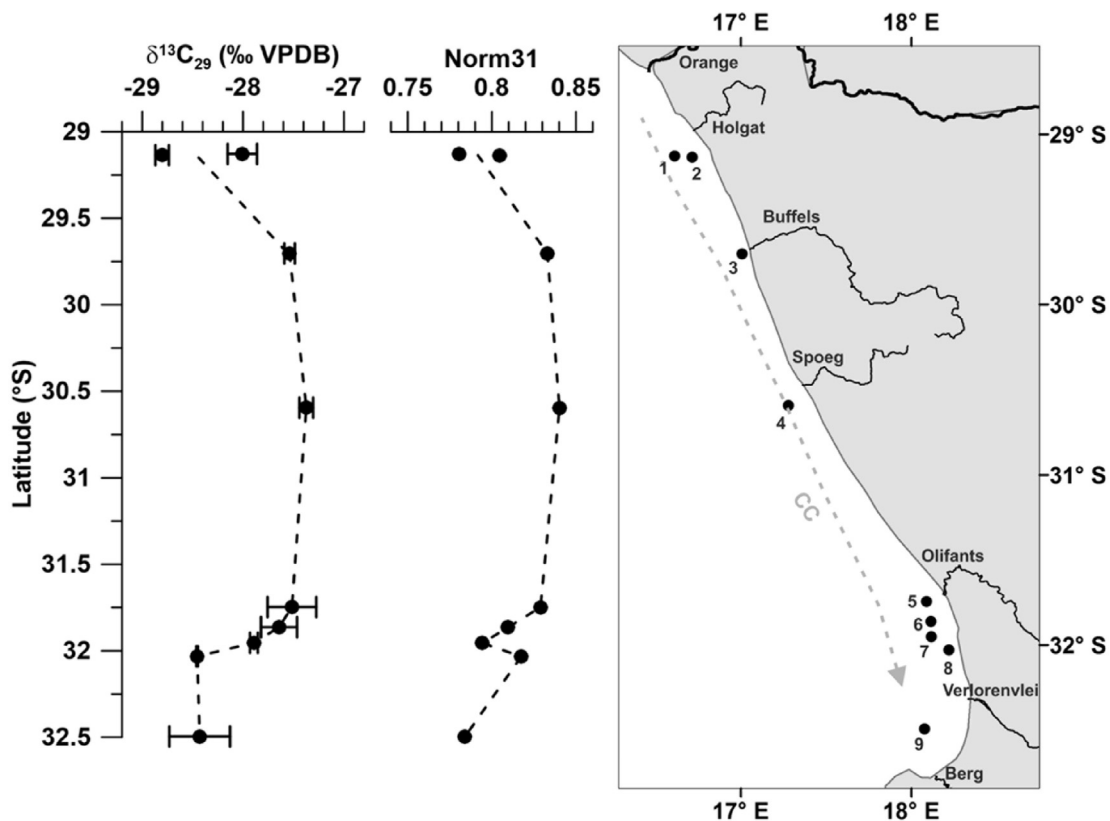 δ¹³C₂₉ (‰ VPDB)
-29 -28 -27
Norm31
0.75 0.8 0.85
Latitude (°S)
29
29.5
30
30.5
31
31.5
32
32.5
17° E 18° E
Orange
Holgat
29° S
1 2
Buffels
3
30° S
Spoeg
4
31° S
CC
Olifants
5
6
7
32° S
8
Verlorenvlei
9
Berg
17° E 18° E